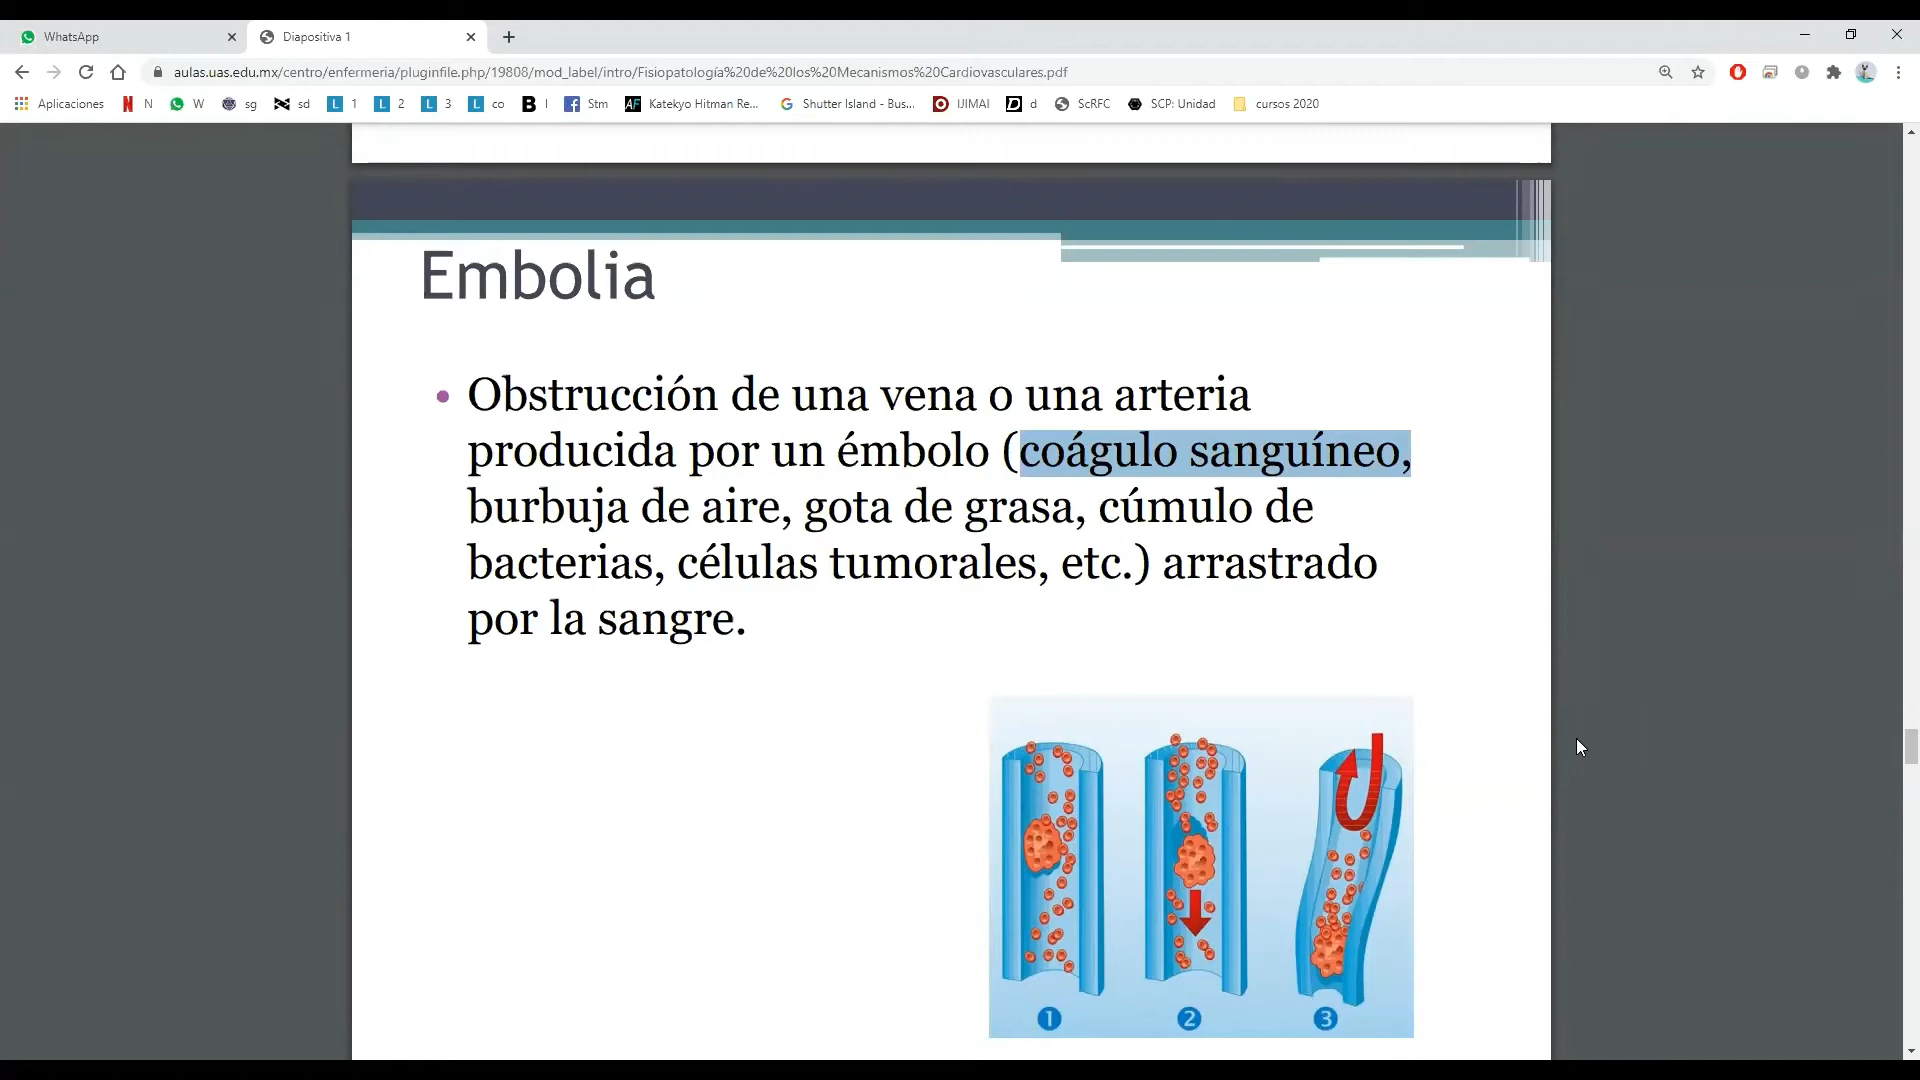 WhatsApp
Diapositiva 1
aulas.uas.edu.mx/centro/enfermeria/pluginfile.php/19808/mod_label/intro/Fisiopatología%20de%20los%20Mecanismos%20Cardiovasculares.pdf
Aplicaciones N W sg sd L 1 L 2 L 3 L co B I Stm AF Katekyo Hitman Re... Shutter Island - Bus... IJIMAI D d ScRFC SCP: Unidad cursos 2020
Embolia
• Obstrucción de una vena o una arteria
producida por un émbolo (coágulo sanguíneo,
burbuja de aire, gota de grasa, cúmulo de
bacterias, células tumorales, etc.) arrastrado
por la sangre.
1 2 3